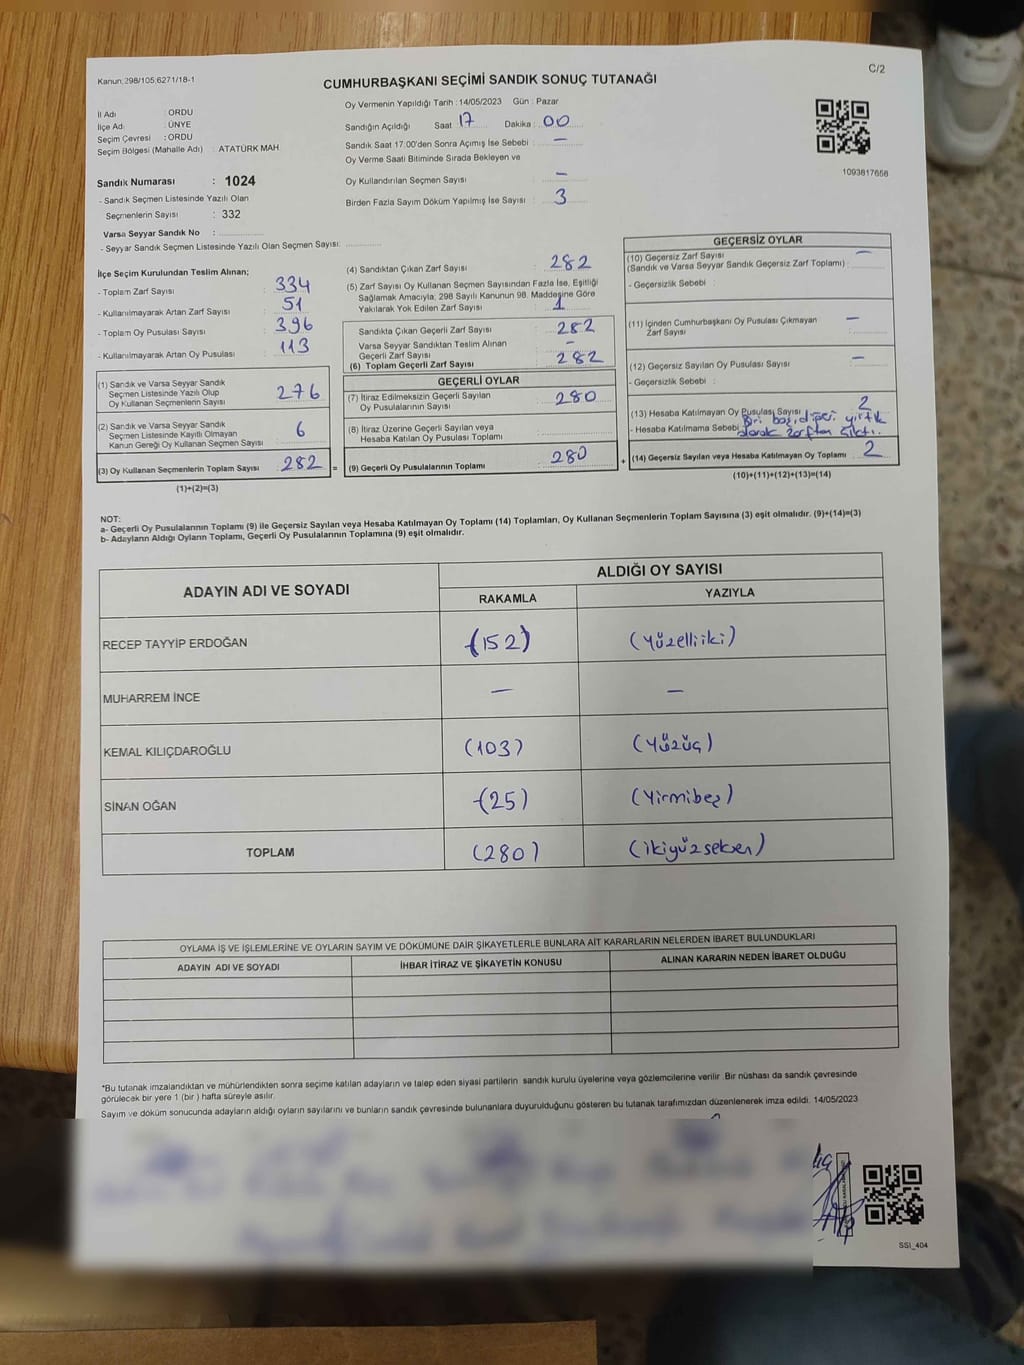 Kanun: 298/105;6271/18-1
C/2
CUMHURBAŞKANI SEÇİMİ SANDIK SONUÇ TUTANAĞI
İl Adı : ORDU
İlçe Adı : ÜNYE
Seçim Çevresi : ORDU
Seçim Bölgesi (Mahalle Adı) : ATATÜRK MAH
Sandık Numarası : 1024
- Sandık Seçmen Listesinde Yazılı Olan
Seçmenlerin Sayısı : 332
Varsa Seyyar Sandık No :
- Seyyar Sandık Seçmen Listesinde Yazılı Olan Seçmen Sayısı:
Oy Vermenin Yapıldığı Tarih : 14/05/2023 Gün : Pazar
Sandığın Açıldığı Saat 17 Dakika : 00
Sandık Saat 17.00'den Sonra Açımış İse Sebebi : —
Oy Verme Saati Bitiminde Sırada Bekleyen ve
Oy Kullandırılan Seçmen Sayısı —
Birden Fazla Sayım Döküm Yapılmış İse Sayısı : 3
1093817658
İlçe Seçim Kurulundan Teslim Alınan;
- Toplam Zarf Sayısı : 334
- Kullanılmayarak Artan Zarf Sayısı : 51
- Toplam Oy Pusulası Sayısı : 396
- Kullanılmayarak Artan Oy Pusulası : 113
(1) Sandık ve Varsa Seyyar Sandık
Seçmen Listesinde Yazılı Olup
Oy Kullanan Seçmenlerin Sayısı : 276
(2) Sandık ve Varsa Seyyar Sandık
Seçmen Listesinde Kayıtlı Olmayan
Kanun Gereği Oy Kullanan Seçmen Sayısı : 6
(3) Oy Kullanan Seçmenlerin Toplam Sayısı : 282 =
(1)+(2)=(3)
(4) Sandıktan Çıkan Zarf Sayısı : 282
(5) Zarf Sayısı Oy Kullanan Seçmen Sayısından Fazla İse, Eşitliği
Sağlamak Amacıyla, 298 Sayılı Kanunun 98. Maddesine Göre
Yakılarak Yok Edilen Zarf Sayısı : 1
Sandıkta Çıkan Geçerli Zarf Sayısı : 282
Varsa Seyyar Sandıktan Teslim Alınan
Geçerli Zarf Sayısı : —
(6) Toplam Geçerli Zarf Sayısı : 282
GEÇERLİ OYLAR
(7) İtiraz Edilmeksizin Geçerli Sayılan
Oy Pusulalarının Sayısı : 280
(8) İtiraz Üzerine Geçerli Sayılan veya
Hesaba Katılan Oy Pusulası Toplamı :
(9) Geçerli Oy Pusulalarının Toplamı : 280 +
GEÇERSİZ OYLAR
(10) Geçersiz Zarf Sayısı —
(Sandık ve Varsa Seyyar Sandık Geçersiz Zarf Toplamı) :
- Geçersizlik Sebebi :
(11) İçinden Cumhurbaşkanı Oy Pusulası Çıkmayan —
Zarf Sayısı :
(12) Geçersiz Sayılan Oy Pusulası Sayısı : —
- Geçersizlik Sebebi :
(13) Hesaba Katılmayan Oy Pusulası Sayısı : 2
- Hesaba Katılmama Sebebi Biri boş, diğeri yırtık
olarak zarftan çıktı.
(14) Geçersiz Sayılan veya Hesaba Katılmayan Oy Toplamı : 2
(10)+(11)+(12)+(13)=(14)
NOT:
a- Geçerli Oy Pusulalarının Toplamı (9) ile Geçersiz Sayılan veya Hesaba Katılmayan Oy Toplamı (14) Toplamları, Oy Kullanan Seçmenlerin Toplam Sayısına (3) eşit olmalıdır. (9)+(14)=(3)
b- Adayların Aldığı Oyların Toplamı, Geçerli Oy Pusulalarının Toplamına (9) eşit olmalıdır.
ADAYIN ADI VE SOYADI ALDIĞI OY SAYISI
RAKAMLA YAZIYLA
RECEP TAYYİP ERDOĞAN (152) (Yüzelliiki)
MUHARREM İNCE — —
KEMAL KILIÇDAROĞLU (103) (Yüzüç)
SİNAN OĞAN (25) (Yirmibeş)
TOPLAM (280) (ikiyüzseksen)
OYLAMA İŞ VE İŞLEMLERİNE VE OYLARIN SAYIM VE DÖKÜMÜNE DAİR ŞİKAYETLERLE BUNLARA AİT KARARLARIN NELERDEN İBARET BULUNDUKLARI
ADAYIN ADI VE SOYADI İHBAR İTİRAZ VE ŞİKAYETİN KONUSU ALINAN KARARIN NEDEN İBARET OLDUĞU
*Bu tutanak imzalandıktan ve mühürlendikten sonra seçime katılan adayların ve talep eden siyasi partilerin sandık kurulu üyelerine veya gözlemcilerine verilir. Bir nüshası da sandık çevresinde
görülecek bir yere 1 (bir ) hafta süreyle asılır.
Sayım ve döküm sonucunda adayların aldığı oyların sayılarını ve bunların sandık çevresinde bulunanlara duyurulduğunu gösteren bu tutanak tarafımızdan düzenlenerek imza edildi. 14/05/2023
SSI_404